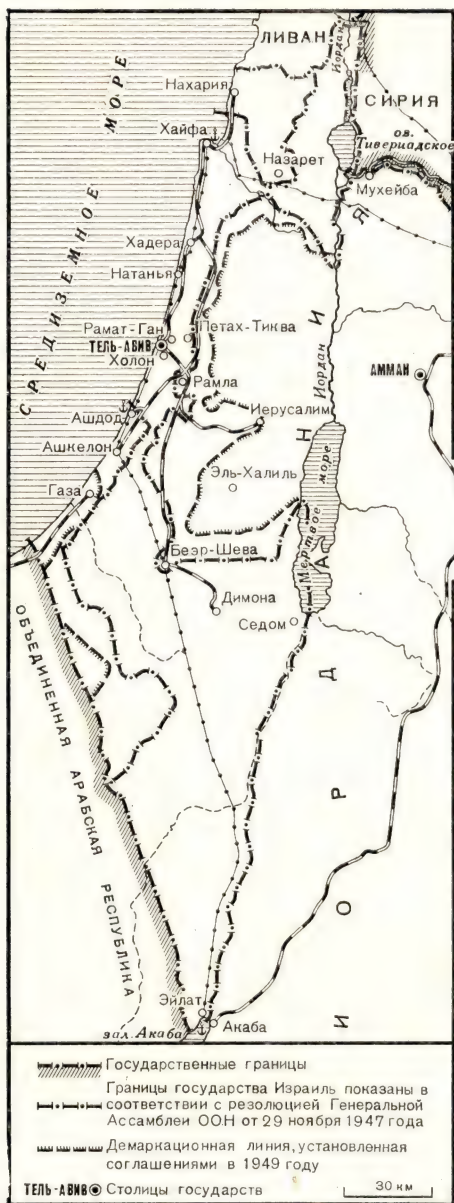 ЛИВАН
Иордан
СИРИЯ
Нахария
Хайфа
СРЕДИЗЕМНОЕ МОРЕ
оз.
Тивериадское
Назарет
Мухейба
Хадера
Натанья
Рамат-Ган
Петах-Тиква
ТЕЛЬ-АВИВ
Холон
Иордан
АММАН
Рамла
Ашдод
Иерусалим
Ашкелон
Эль-Халиль
Газа
Мертвое море
Беэр-Шева
Димона
Седом
ИОРДАНИЯ
ОБЪЕДИНЕННАЯ АРАБСКАЯ РЕСПУБЛИКА
Эйлат
Акаба
зал. Акаба
Государственные границы
Границы государства Израиль показаны в
соответствии с резолюцией Генеральной
Ассамблеи ООН от 29 ноября 1947 года
Демаркационная линия, установленная
соглашениями в 1949 году
ТЕЛЬ-АВИВ Столицы государств
30 км